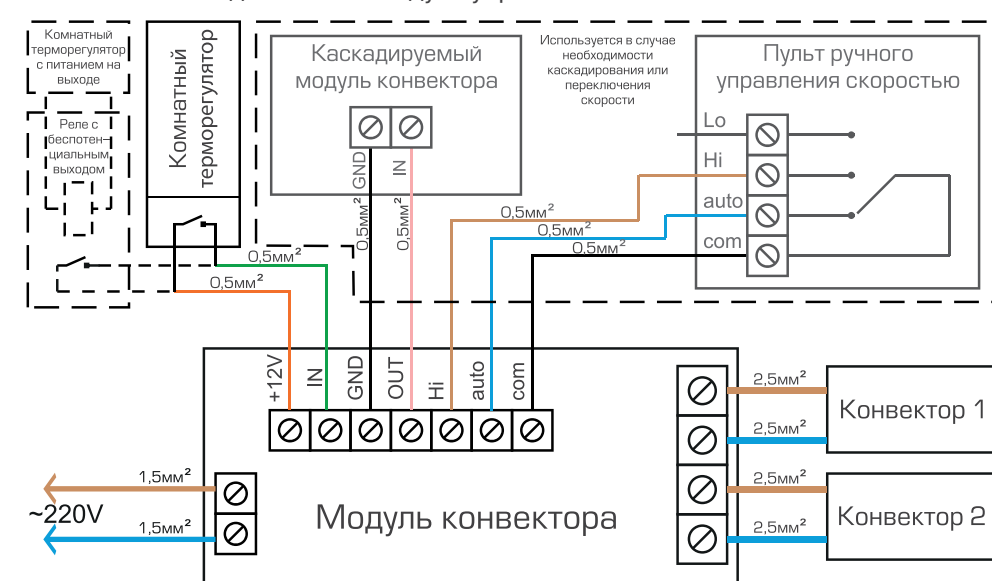 Комнатный
терморегулятор
с питанием на
выходе
Реле с
беспотен-
циальным
выходом
Комнатный
терморегулятор
Каскадируемый
модуль конвектора
GND
IN
0,5мм²
0,5мм²
Используется в случае
необходимости
каскадирования или
переключения
скорости
Пульт ручного
управления скоростью
Lo
Hi
auto
com
0,5мм²
0,5мм²
0,5мм²
0,5мм²
0,5мм²
+12V
IN
GND
OUT
Hi
auto
com
1,5мм²
~220V
1,5мм²
Модуль конвектора
2,5мм²
2,5мм²
Конвектор 1
2,5мм²
2,5мм²
Конвектор 2